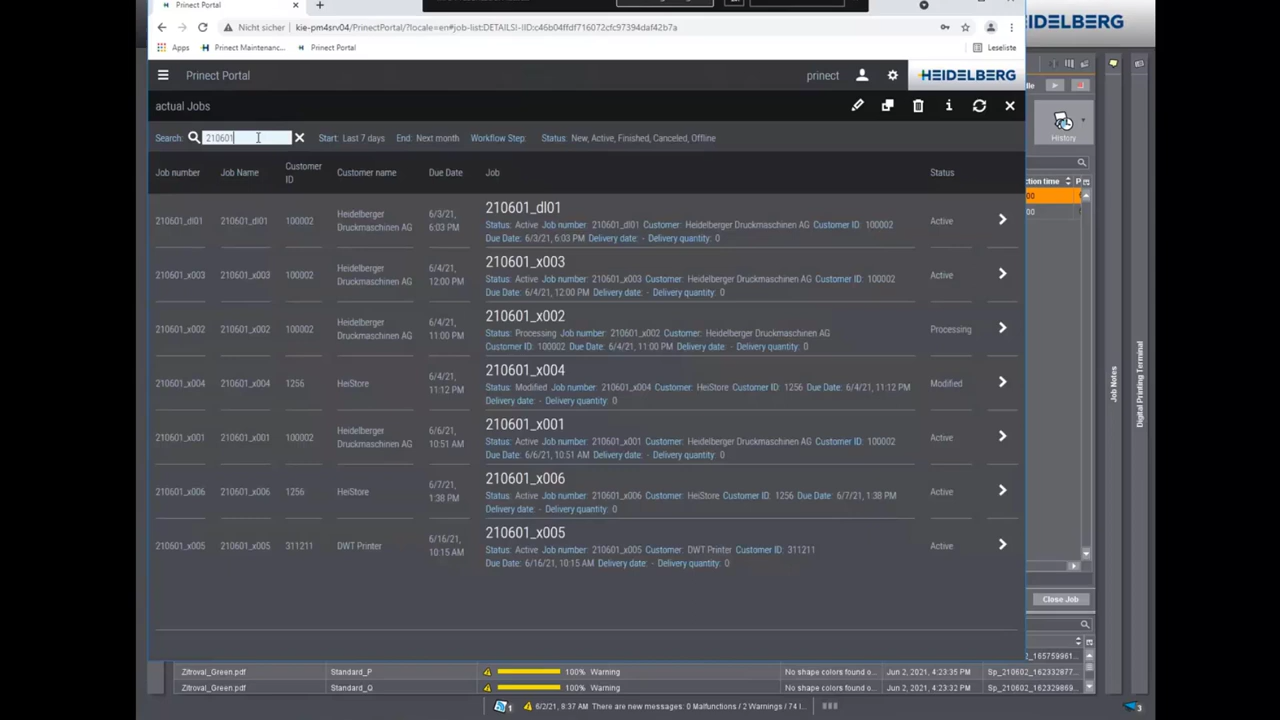 Prinect Portal
HEIDELBERG
Nicht sicher kie-pm4srv04/PrinectPortal/?locale=en#job-list:DETAILSI-IID:c46b04ffdf716072cfc97394daf42b7a
Apps Prinect Maintenanc... Prinect Portal Leseliste
Prinect Portal prinect HEIDELBERG
actual Jobs
Search: 210601 Start: Last 7 days End: Next month Workflow Step: Status: New, Active, Finished, Canceled, Offline
History
Job number Job Name Customer ID Customer name Due Date Job Status
210601_dl01 210601_dl01 100002 Heidelberger Druckmaschinen AG 6/3/21, 6:03 PM 210601_dl01 Active
Status: Active Job number: 210601_dl01 Customer: Heidelberger Druckmaschinen AG Customer ID: 100002
Due Date: 6/3/21, 6:03 PM Delivery date: - Delivery quantity: 0
210601_x003 210601_x003 100002 Heidelberger Druckmaschinen AG 6/4/21, 12:00 PM 210601_x003 Active
Status: Active Job number: 210601_x003 Customer: Heidelberger Druckmaschinen AG Customer ID: 100002
Due Date: 6/4/21, 12:00 PM Delivery date: - Delivery quantity: 0
210601_x002 210601_x002 100002 Heidelberger Druckmaschinen AG 6/4/21, 11:00 PM 210601_x002 Processing
Status: Processing Job number: 210601_x002 Customer: Heidelberger Druckmaschinen AG
Customer ID: 100002 Due Date: 6/4/21, 11:00 PM Delivery date: - Delivery quantity: 0
210601_x004 210601_x004 1256 HeiStore 6/4/21, 11:12 PM 210601_x004 Modified
Status: Modified Job number: 210601_x004 Customer: HeiStore Customer ID: 1256 Due Date: 6/4/21, 11:12 PM
Delivery date: - Delivery quantity: 0
210601_x001 210601_x001 100002 Heidelberger Druckmaschinen AG 6/6/21, 10:51 AM 210601_x001 Active
Status: Active Job number: 210601_x001 Customer: Heidelberger Druckmaschinen AG Customer ID: 100002
Due Date: 6/6/21, 10:51 AM Delivery date: - Delivery quantity: 0
210601_x006 210601_x006 1256 HeiStore 6/7/21, 1:38 PM 210601_x006 Active
Status: Active Job number: 210601_x006 Customer: HeiStore Customer ID: 1256 Due Date: 6/7/21, 1:38 PM
Delivery date: - Delivery quantity: 0
210601_x005 210601_x005 311211 DWT Printer 6/16/21, 10:15 AM 210601_x005 Active
Status: Active Job number: 210601_x005 Customer: DWT Printer Customer ID: 311211
Due Date: 6/16/21, 10:15 AM Delivery date: - Delivery quantity: 0
Job Notes
Digital Printing Terminal
Close Job
Zifroval_Green.pdf Standard_P 100% Warning No shape colors found o... Jun 2, 2021, 4:23:35 PM
Zifroval_Green.pdf Standard_Q 100% Warning No shape colors found o... Jun 2, 2021, 4:23:32 PM
1 6/2/21, 8:37 AM There are new messages: 0 Malfunctions / 2 Warnings / 74 I... 3